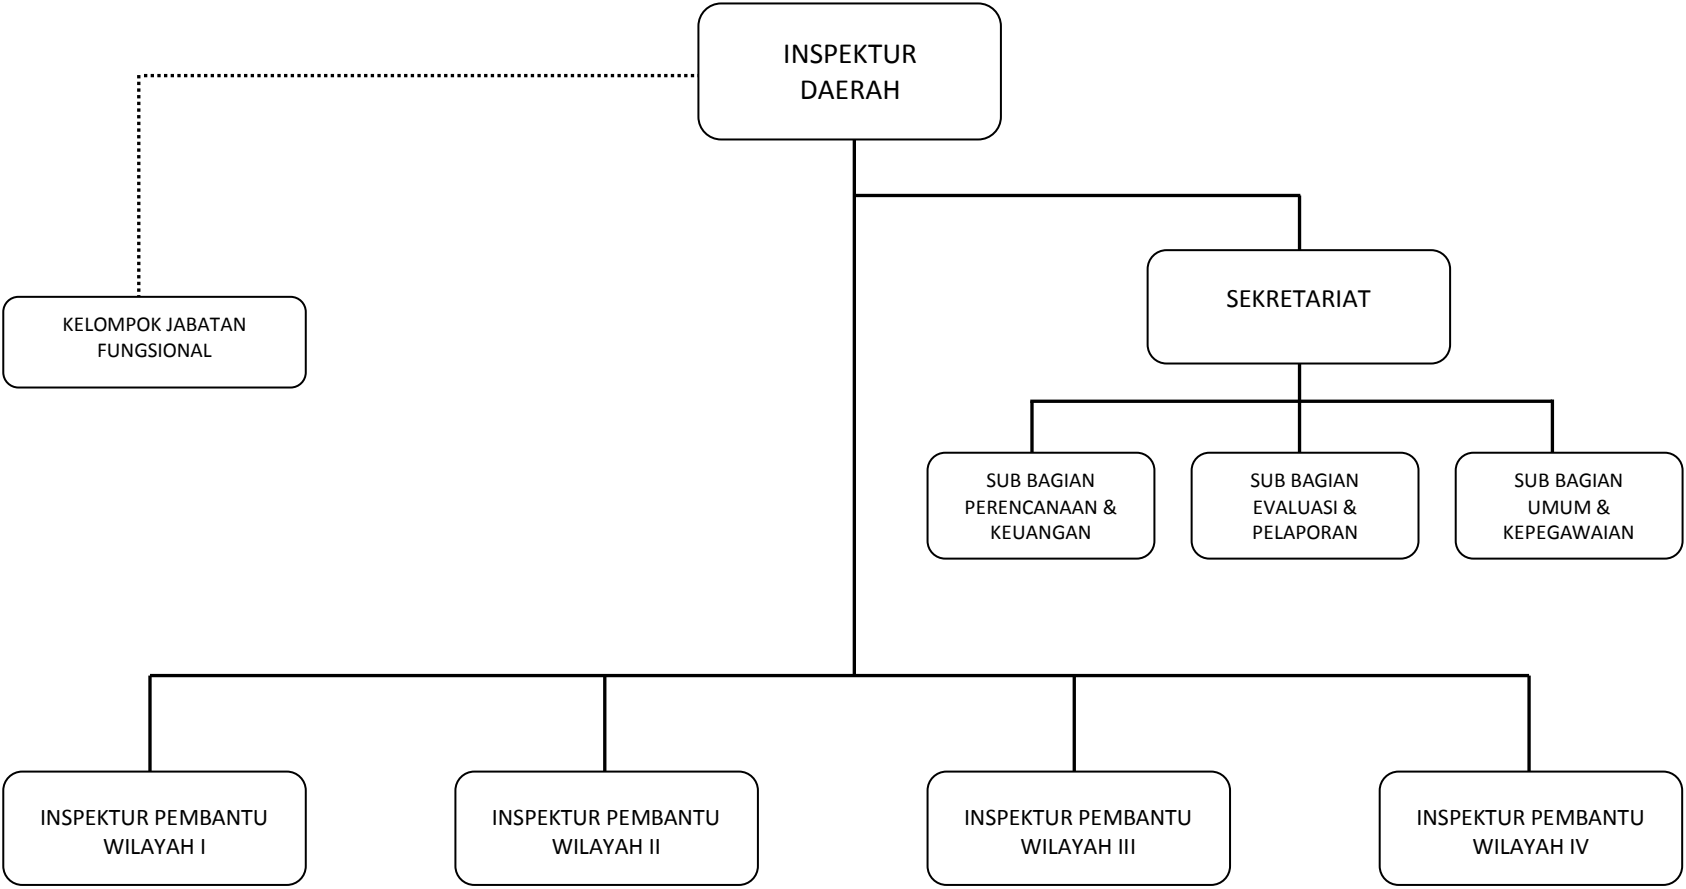 INSPEKTUR
DAERAH
SEKRETARIAT
KELOMPOK JABATAN
FUNGSIONAL
SUB BAGIAN
PERENCANAAN &
KEUANGAN
SUB BAGIAN
EVALUASI &
PELAPORAN
SUB BAGIAN
UMUM &
KEPEGAWAIAN
INSPEKTUR PEMBANTU
WILAYAH I
INSPEKTUR PEMBANTU
WILAYAH II
INSPEKTUR PEMBANTU
WILAYAH III
INSPEKTUR PEMBANTU
WILAYAH IV